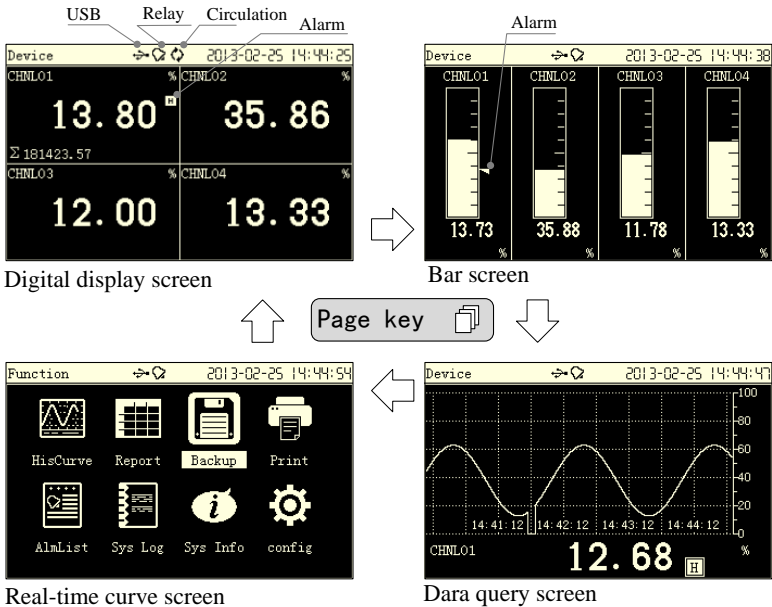 USB Relay Circulation Alarm
Device 2013-02-25 14:44:25
CHNL01 % CHNL02 %
13.80 H 35.86
Σ181423.57
CHNL03 % CHNL04 %
12.00 13.33
Digital display screen
Alarm
Device 2013-02-25 14:44:38
CHNL01 CHNL02 CHNL03 CHNL04
13.73 35.88 11.78 13.33
% % % %
Bar screen
Page key
Function 2013-02-25 14:44:54
HisCurve Report Backup Print
i
AlmList Sys Log Sys Info config
Real-time curve screen
Device 2013-02-25 14:44:47
100
80
60
40
20
14:41:12 14:42:12 14:43:12 14:44:12
0
CHNL01 12.68 H %
Dara query screen